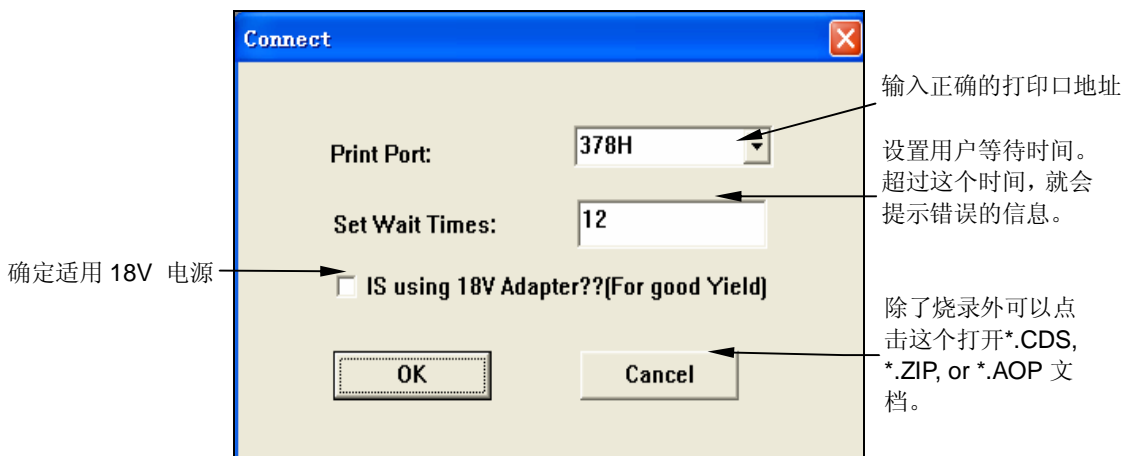 Connect
输入正确的打印口地址
Print Port:
378H
设置用户等待时间。
超过这个时间，就会
提示错误的信息。
Set Wait Times:
12
确定适用 18V 电源
IS using 18V Adapter??(For good Yield)
除了烧录外可以点
击这个打开*.CDS,
*.ZIP, or *.AOP 文
档。
OK
Cancel